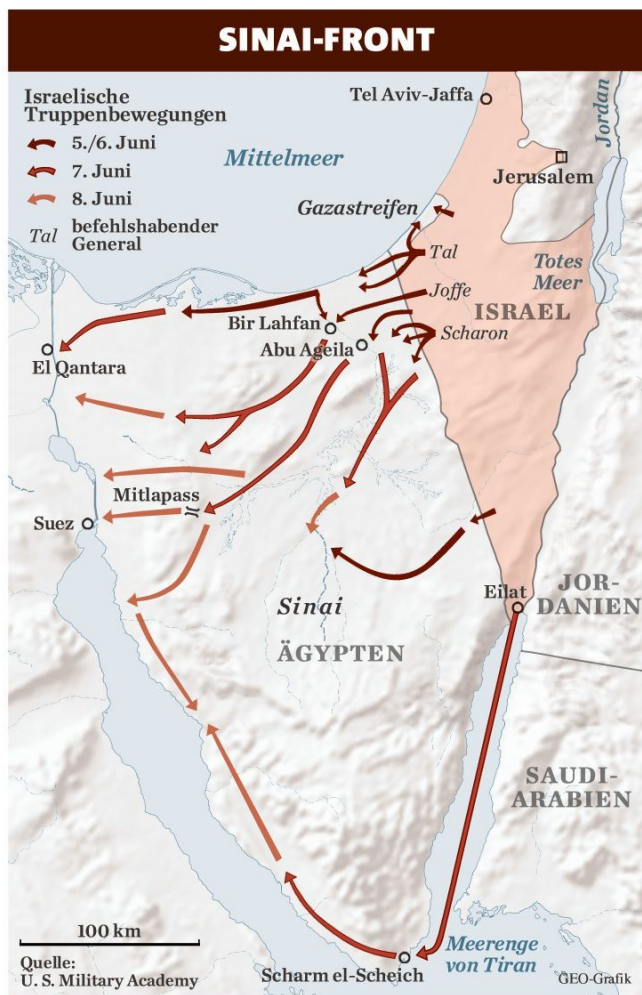 SINAI-FRONT
Israelische
Truppenbewegungen
5./6. Juni
7. Juni
8. Juni
Tal
befehlshabender
General
Tel Aviv-Jaffa
Jordan
Mittelmeer
Jerusalem
Gazastreifen
Tal
Totes
Meer
Joffe
ISRAEL
Bir Lahfan
Scharon
Abu Ageila
El Qantara
Mitlapass
Suez
Sinai
Eilat
JOR-
DANIEN
ÄGYPTEN
SAUDI-
ARABIEN
100 km
Meerenge
von Tiran
Quelle:
U. S. Military Academy
Scharm el-Scheich
GEO-Grafik